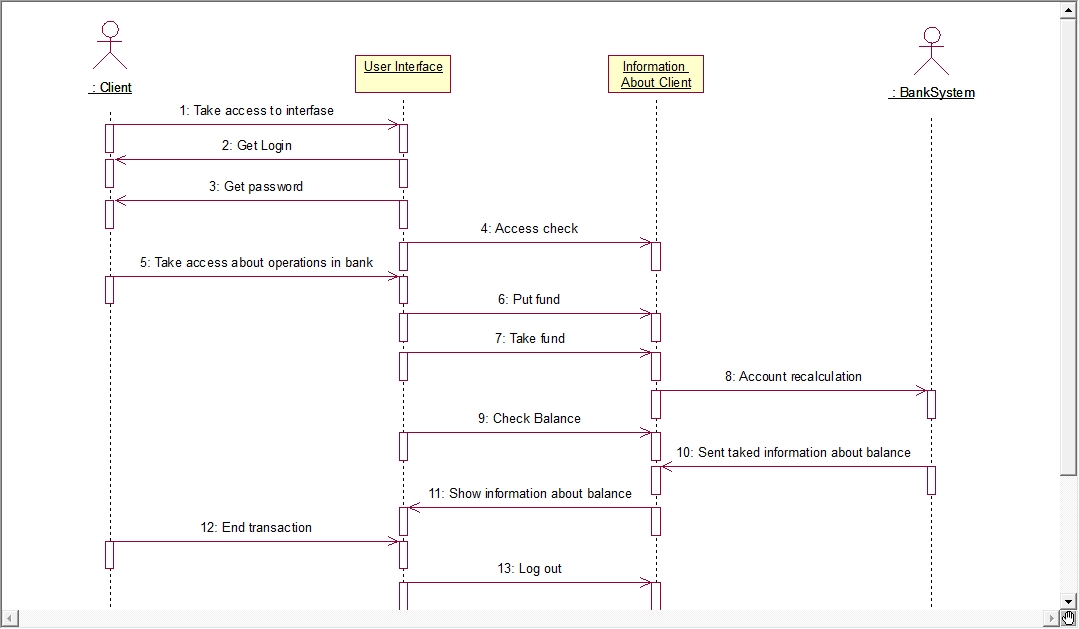 : Client
User Interface
Information
About Client
: BankSystem
1: Take access to interfase
2: Get Login
3: Get password
4: Access check
5: Take access about operations in bank
6: Put fund
7: Take fund
8: Account recalculation
9: Check Balance
10: Sent taked information about balance
11: Show information about balance
12: End transaction
13: Log out